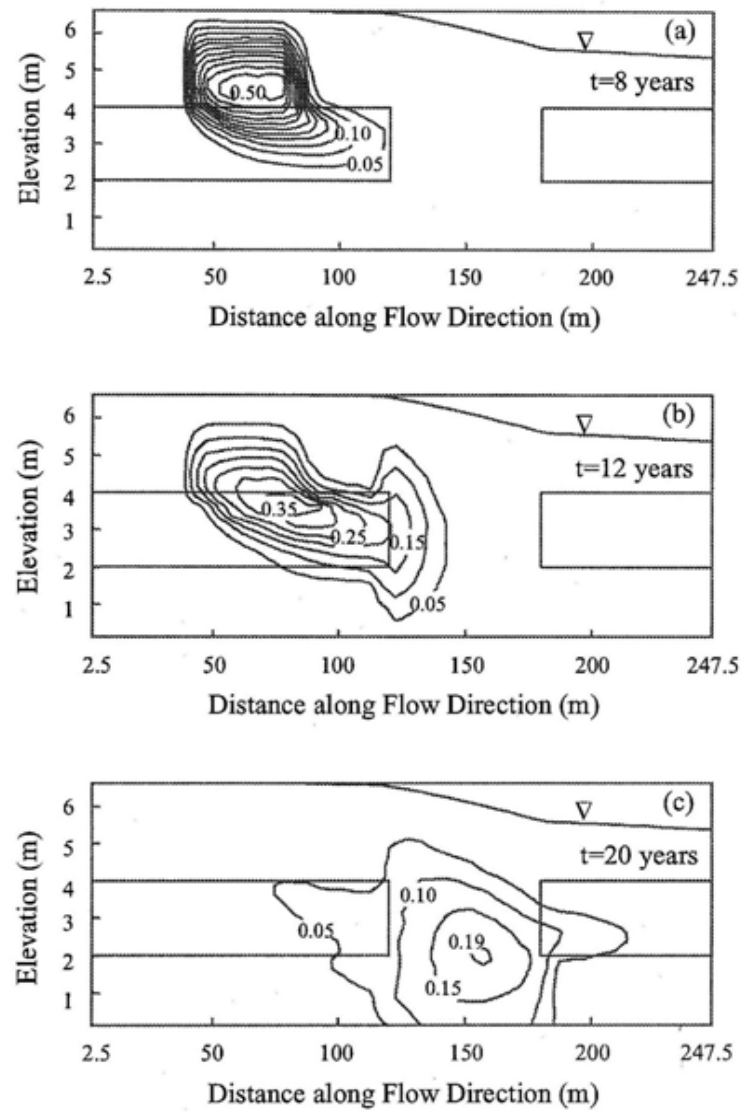 (a)
6
5
t=8 years
0.50
4
0.10
3
0.05
2
1
Elevation (m)
2.5 50 100 150 200 247.5
Distance along Flow Direction (m)
(b)
6
5
t=12 years
4
0.35
3
0.25 0.15
2
0.05
1
Elevation (m)
2.5 50 100 150 200 247.5
Distance along Flow Direction (m)
(c)
6
5
t=20 years
4
0.10
3
0.05
0.19
2
0.15
1
Elevation (m)
2.5 50 100 150 200 247.5
Distance along Flow Direction (m)